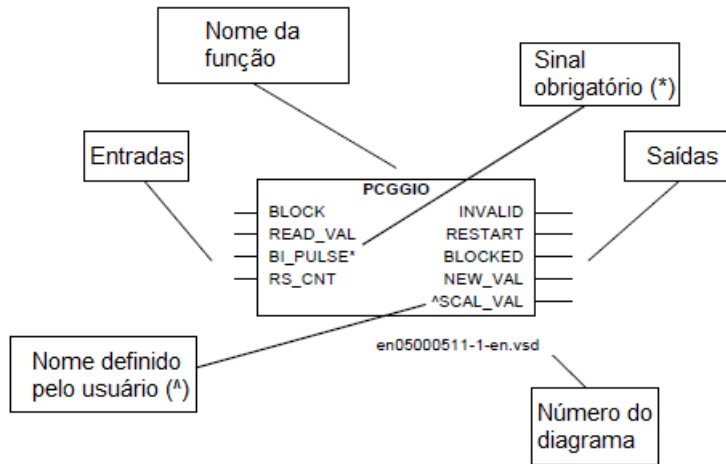 Nome da
função
Sinal
obrigatório (*)
Entradas
Saídas
PCGGIO
BLOCK
READ_VAL
BI_PULSE*
RS_CNT
INVALID
RESTART
BLOCKED
NEW_VAL
^SCAL_VAL
en05000511-1-en.vsd
Nome definido
pelo usuário (^)
Número do
diagrama